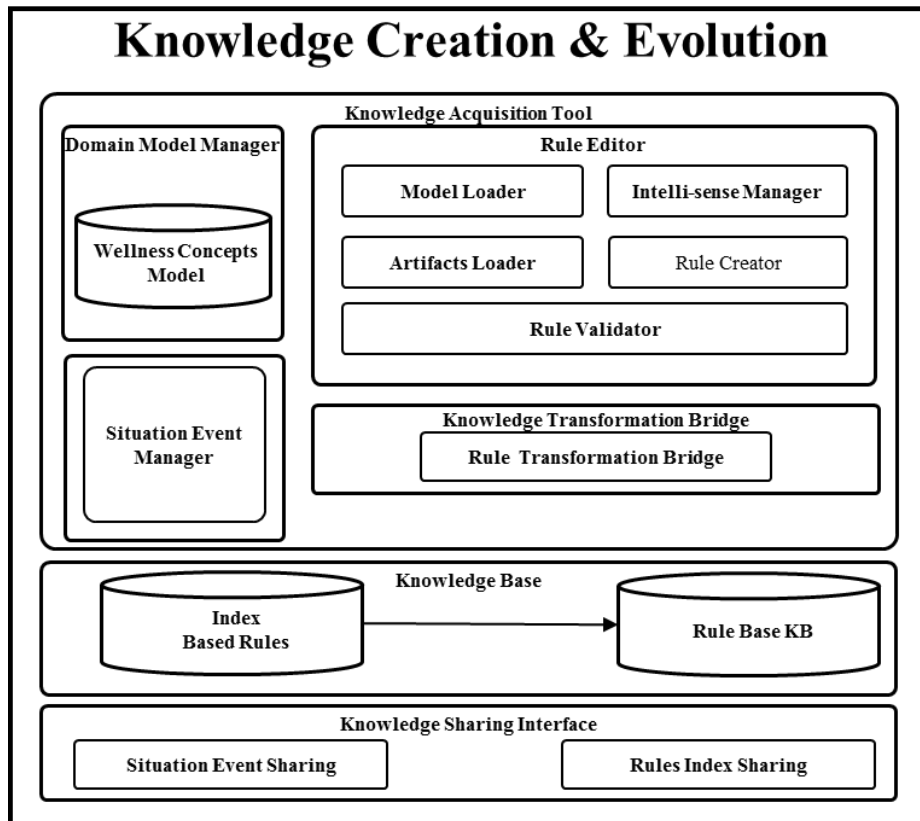 Knowledge Creation & Evolution
Knowledge Acquisition Tool
Domain Model Manager
Wellness Concepts
Model
Situation Event
Manager
Rule Editor
Model Loader
Intelli-sense Manager
Artifacts Loader
Rule Creator
Rule Validator
Knowledge Transformation Bridge
Rule Transformation Bridge
Knowledge Base
Index
Based Rules
Rule Base KB
Knowledge Sharing Interface
Situation Event Sharing
Rules Index Sharing